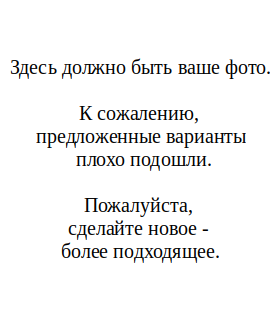 Здесь должно быть ваше фото.
К сожалению,
предложенные варианты
плохо подошли.
Пожалуйста,
сделайте новое -
более подходящее.